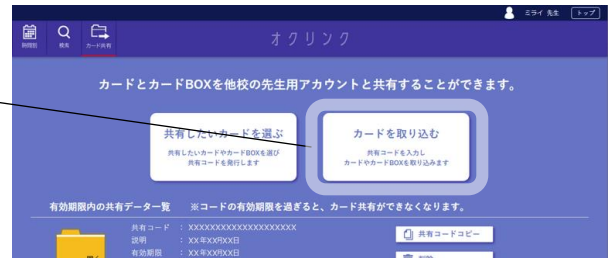 ミライ 先生 トップ
時間割 検索 カード共有
オクリンク
カードとカードBOXを他校の先生用アカウントと共有することができます。
共有したいカードを選ぶ
共有したいカードやカードBOXを選び
共有コードを発行します
カードを取り込む
共有コードを入力し
カードやカードBOXを取り込みます
有効期限内の共有データ一覧 ※コードの有効期限を過ぎると、カード共有ができなくなります。
共有コード : XXXXXXXXXXXXXXXXXXXX
共有コードコピー
説明 : XX年XX月XX日
有効期限 : XX年XX月XX日